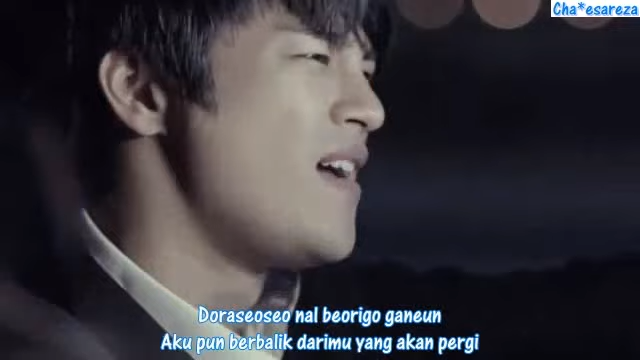 Cha*esareza
Doraseoseo nal beorigo ganeun
Aku pun berbalik darimu yang akan pergi